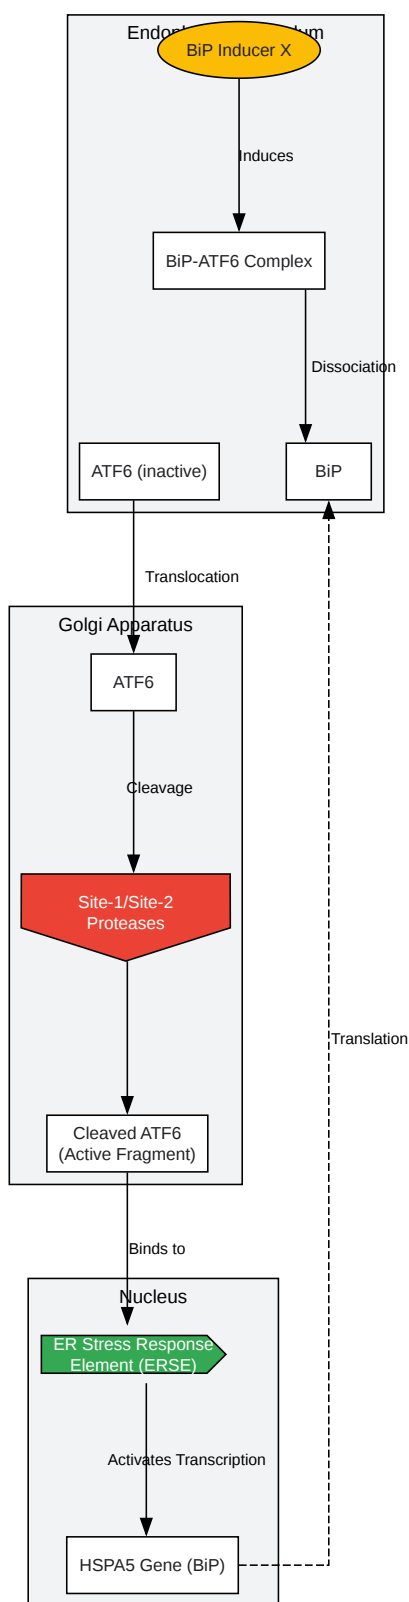 BiP Inducer X
Induces
BiP-ATF6 Complex
Dissociation
ATF6 (inactive)
BiP
Translocation
Golgi Apparatus
ATF6
Cleavage
Site-1/Site-2
Proteases
Translation
Cleaved ATF6
(Active Fragment)
Binds to
Nucleus
ER Stress Response
Element (ERSE)
Activates Transcription
HSPA5 Gene (BiP)